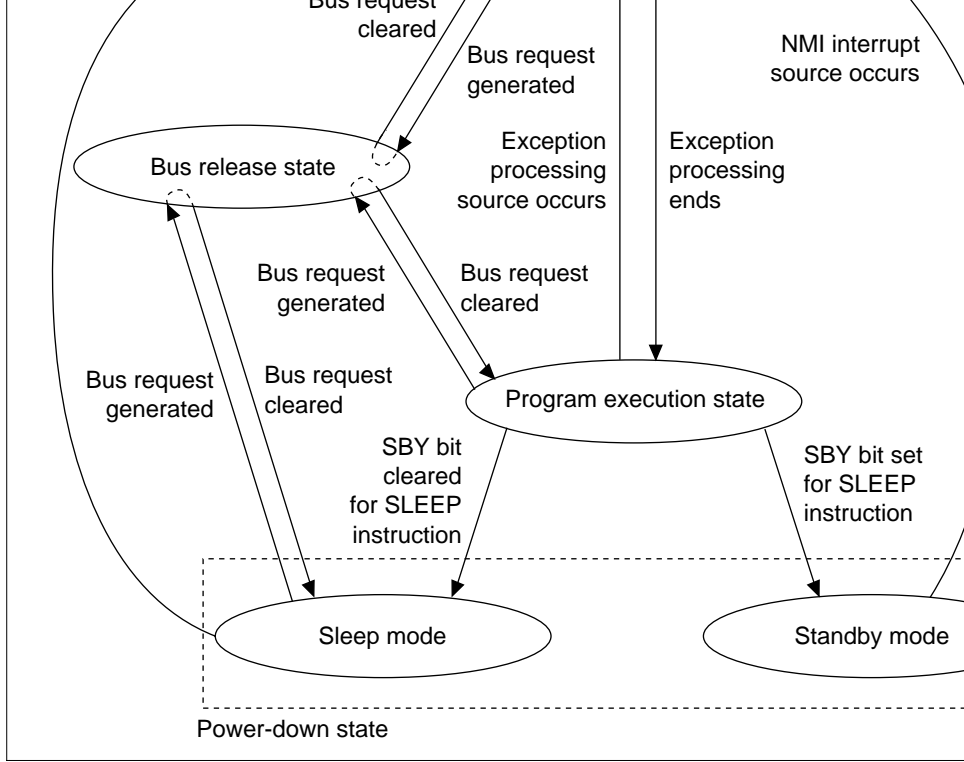 Bus request
cleared
NMI interrupt
source occurs
Bus request
generated
Exception
processing
source occurs
Exception
processing
ends
Bus release state
Bus request
generated
Bus request
cleared
Bus request
generated
Bus request
cleared
Program execution state
SBY bit
cleared
for SLEEP
instruction
SBY bit set
for SLEEP
instruction
Sleep mode
Standby mode
Power-down state